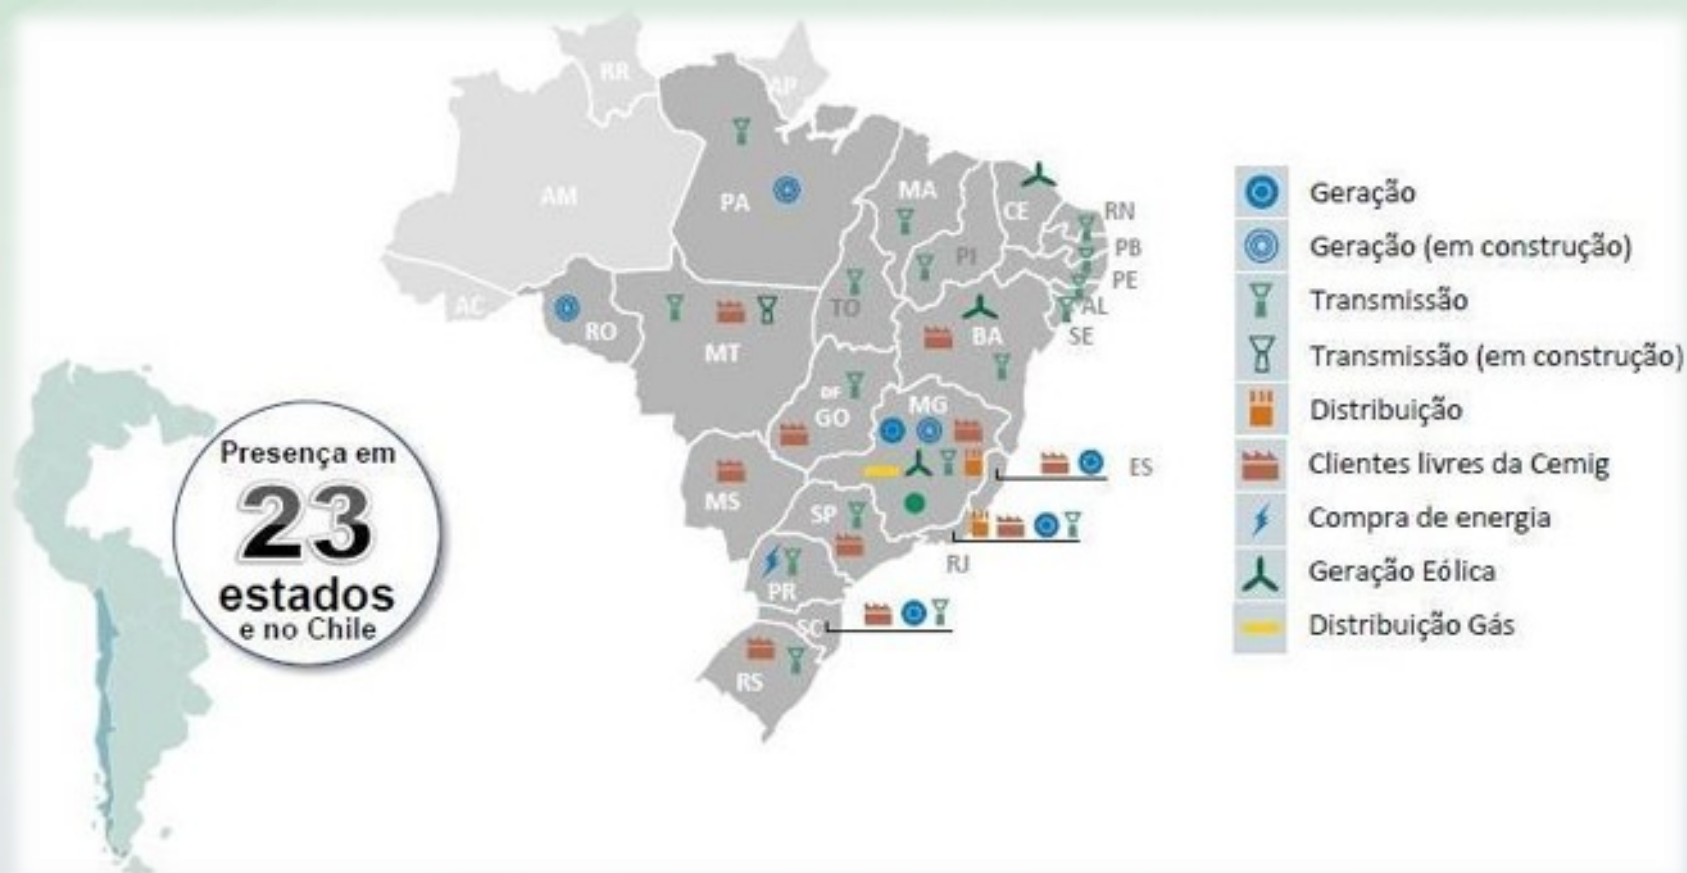 RR
AP
AM
PA
MA
CE
RN
PB
PI
PE
AC
TO
AL
RO
BA
SE
MT
DF
GO
MG
ES
MS
SP
RJ
PR
SC
RS
Presença em
23
estados
e no Chile
Geração
Geração (em construção)
Transmissão
Transmissão (em construção)
Distribuição
Clientes livres da Cemig
Compra de energia
Geração Eólica
Distribuição Gás